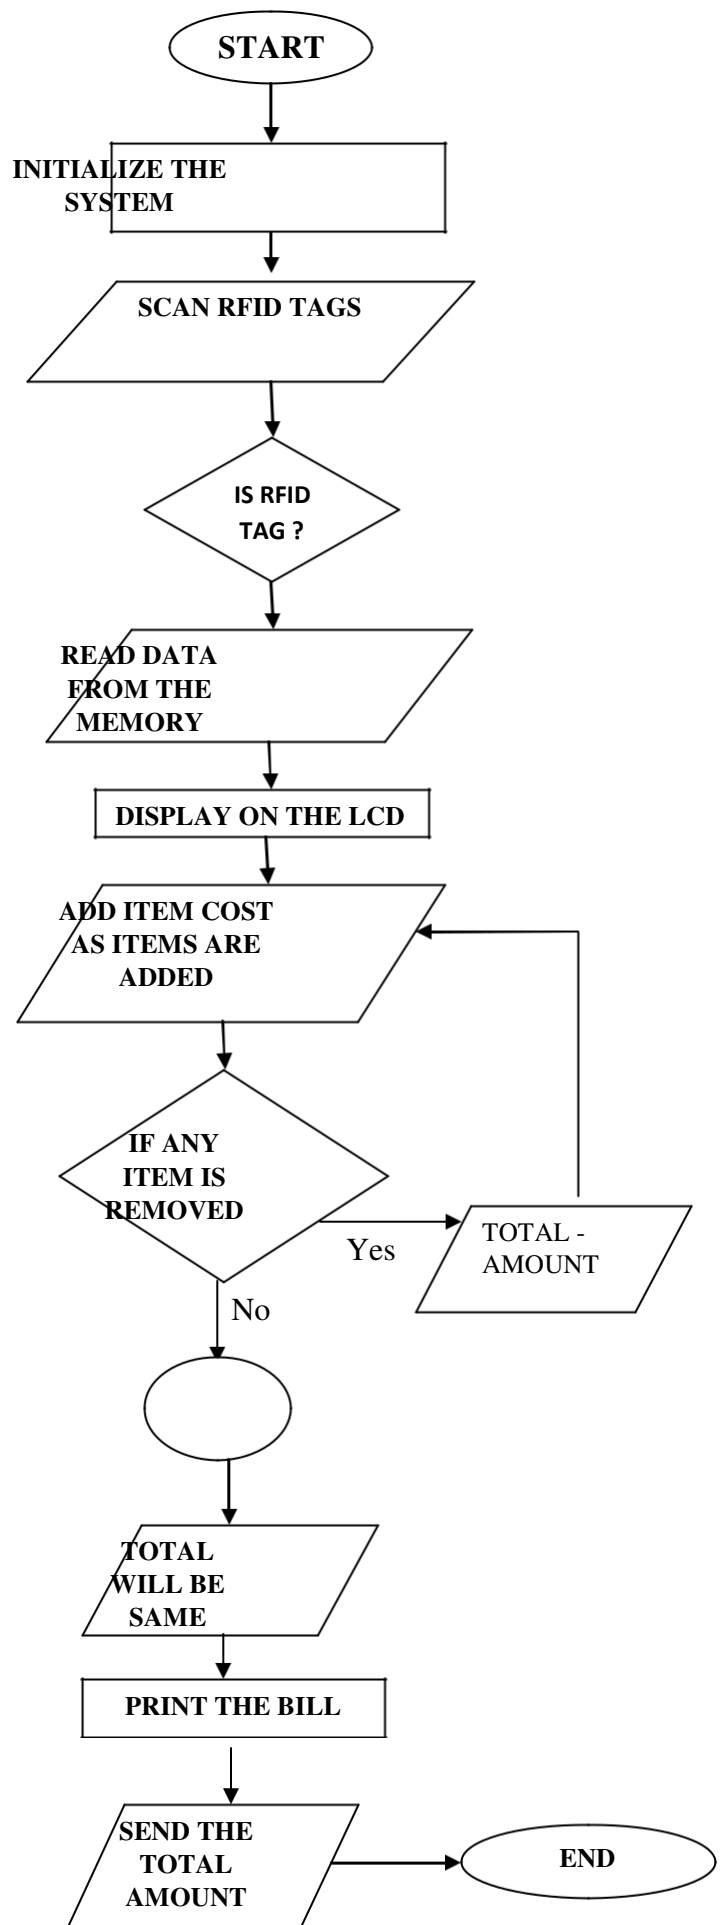 START
INITIALIZE THE
SYSTEM
SCAN RFID TAGS
IS RFID
TAG ?
READ DATA
FROM THE
MEMORY
DISPLAY ON THE LCD
ADD ITEM COST
AS ITEMS ARE
ADDED
IF ANY
ITEM IS
REMOVED
Yes
TOTAL -
AMOUNT
No
TOTAL
WILL BE
SAME
PRINT THE BILL
SEND THE
TOTAL
AMOUNT
END